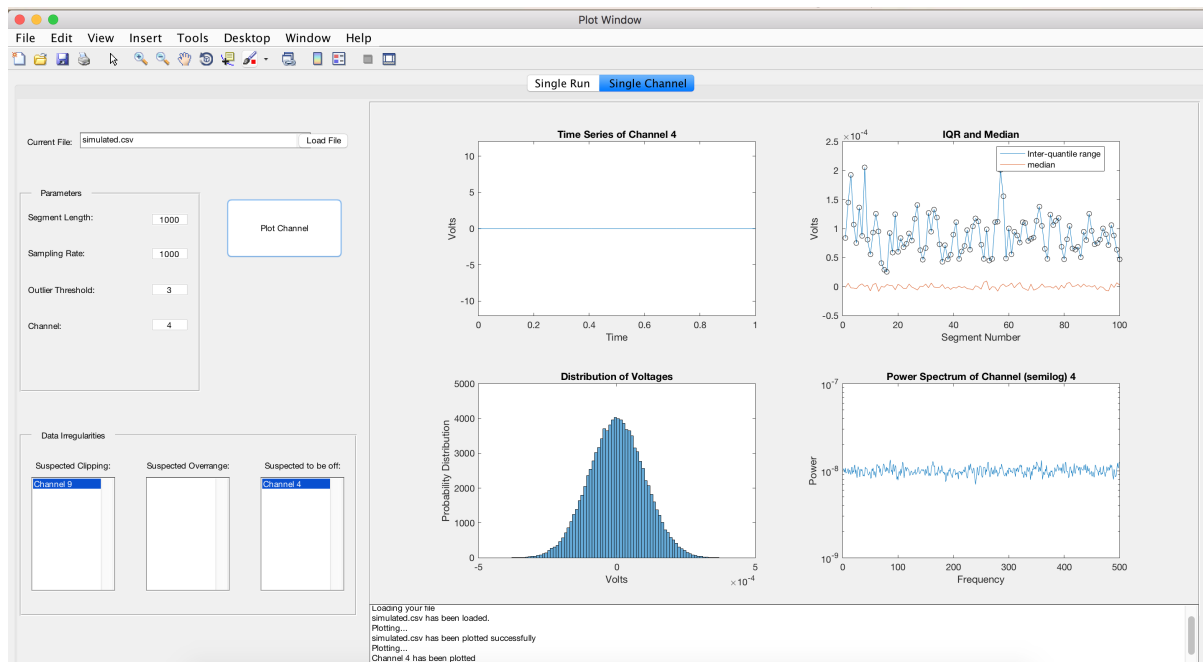 Plot Window
File Edit View Insert Tools Desktop Window Help
Single Run Single Channel
Current File: simulated.csv Load File
Parameters
Segment Length: 1000
Sampling Rate: 1000
Outlier Threshold: 3
Channel: 4
Plot Channel
Data Irregularities
Suspected Clipping: Suspected Overrange: Suspected to be off:
Channel 9 Channel 4
Time Series of Channel 4
10
5
0
-5
-10
Volts
0 0.2 0.4 0.6 0.8 1
Time
IQR and Median
×10⁻⁴
2.5
2
1.5
1
0.5
0
-0.5
Volts
Inter-quantile range
median
0 20 40 60 80 100
Segment Number
Distribution of Voltages
5000
4000
3000
2000
1000
0
Probability Distribution
-5 0 5
Volts
×10⁻⁴
Power Spectrum of Channel (semilog) 4
10⁻⁷
10⁻⁸
10⁻⁹
Power
0 100 200 300 400 500
Frequency
Loading your file
simulated.csv has been loaded.
Plotting...
simulated.csv has been plotted successfully
Plotting...
Channel 4 has been plotted